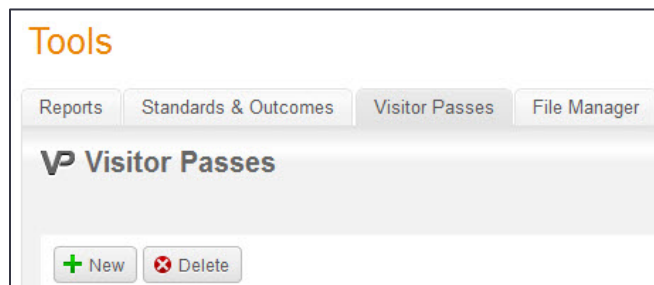 Tools
Reports Standards & Outcomes Visitor Passes File Manager
VP Visitor Passes
New Delete